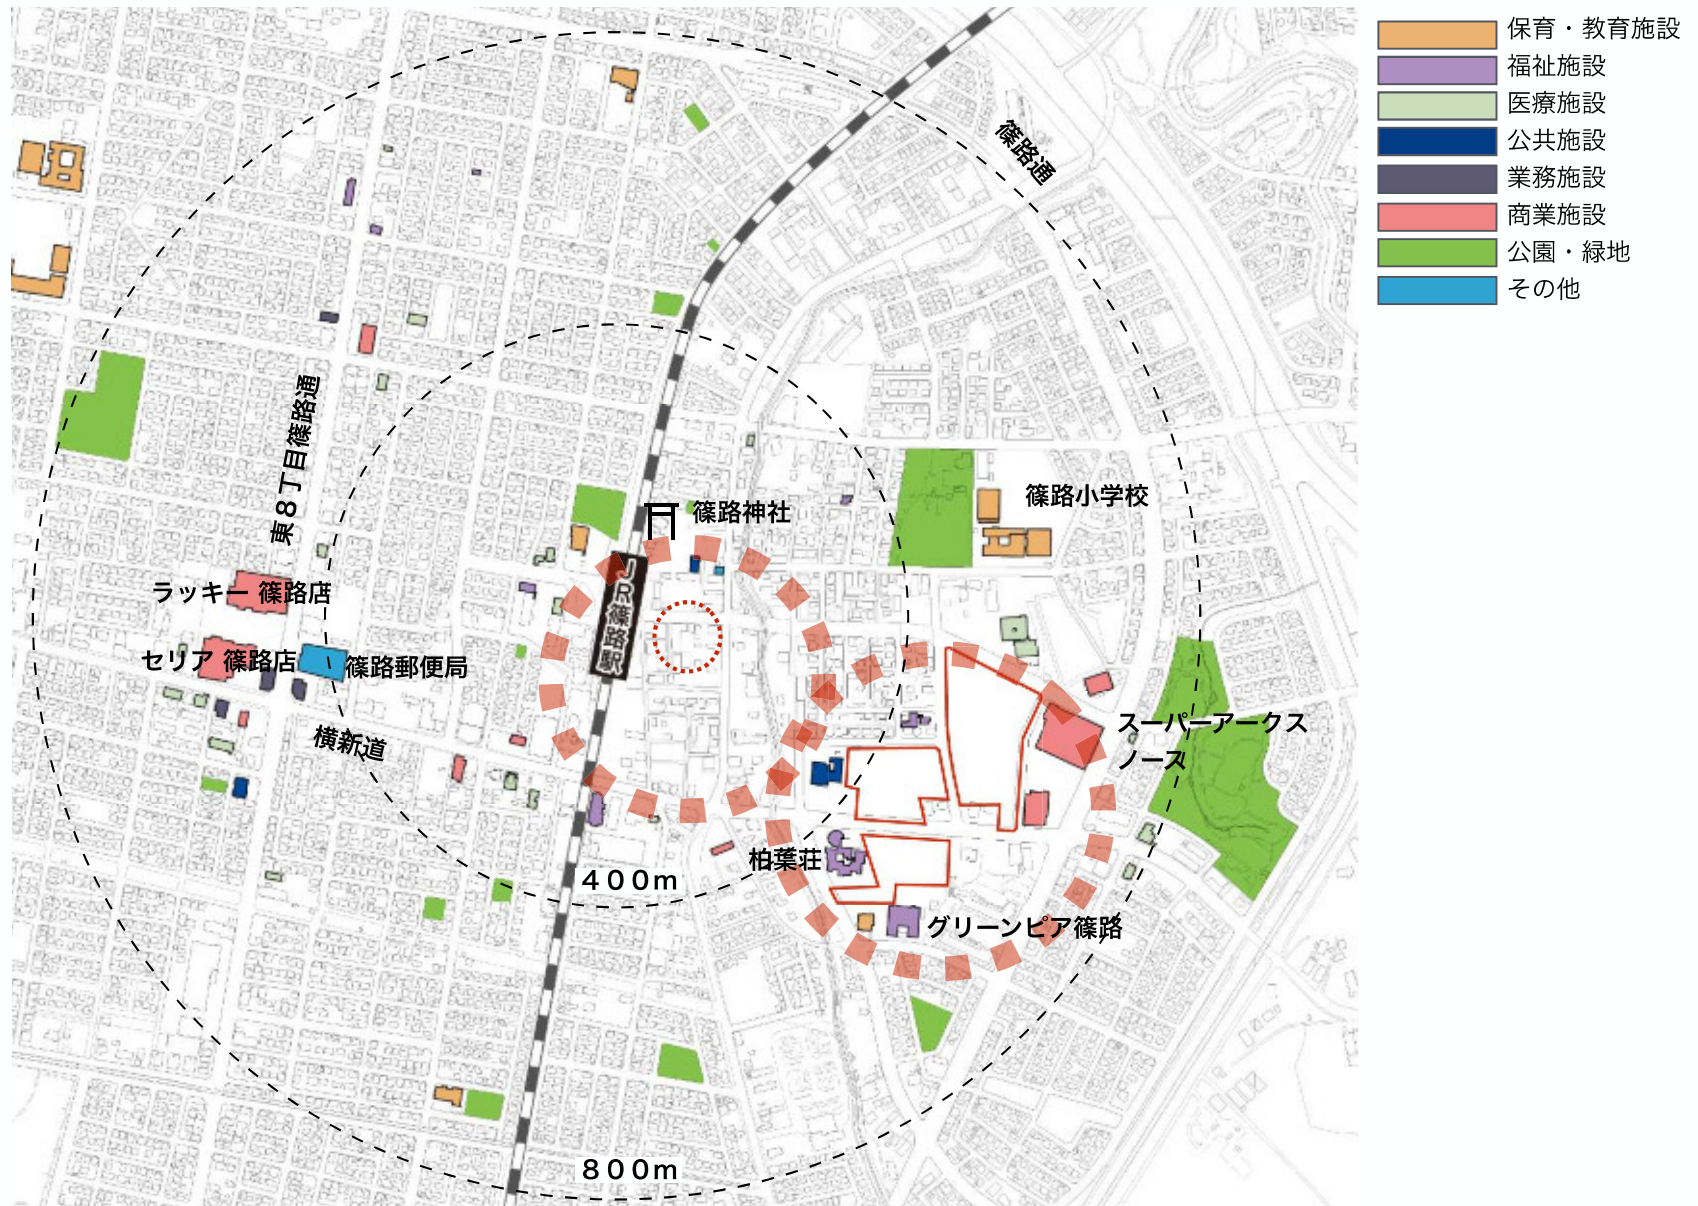 保育・教育施設
福祉施設
医療施設
公共施設
業務施設
商業施設
公園・緑地
その他
篠路通
東8丁目篠路通
篠路神社
篠路小学校
JR篠路駅
ラッキー 篠路店
セリア 篠路店
篠路郵便局
横新道
スーパーアークス
ノース
柏葉荘
400m
グリーンピア篠路
800m